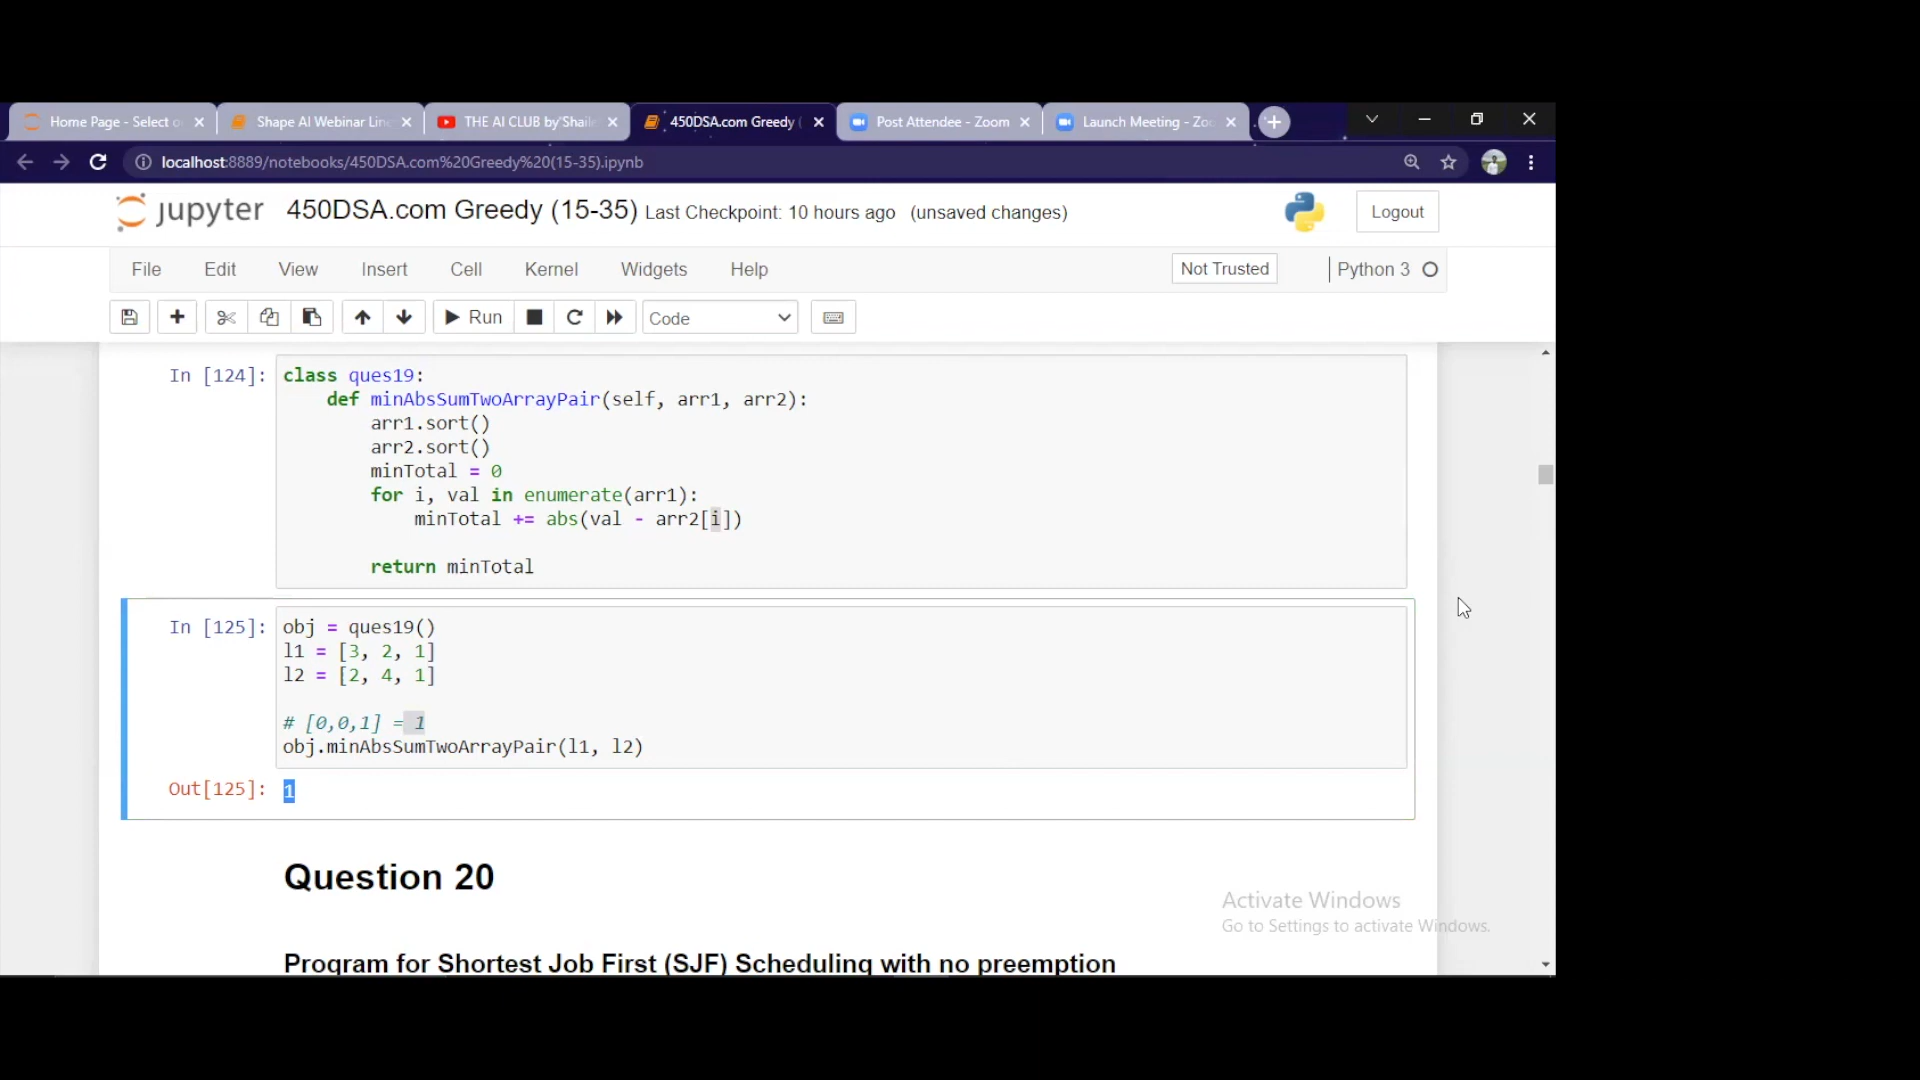 Home Page - Select o
Shape AI Webinar Line
THE AI CLUB by Shaile
450DSA.com Greedy (
Post Attendee - Zoom
Launch Meeting - Zo
localhost:8889/notebooks/450DSA.com%20Greedy%20(15-35).ipynb
jupyter 450DSA.com Greedy (15-35) Last Checkpoint: 10 hours ago (unsaved changes)
Logout
File Edit View Insert Cell Kernel Widgets Help
Not Trusted
Python 3
Run
Code
In [124]: class ques19:
    def minAbsSumTwoArrayPair(self, arr1, arr2):
        arr1.sort()
        arr2.sort()
        minTotal = 0
        for i, val in enumerate(arr1):
            minTotal += abs(val - arr2[i])
        return minTotal
In [125]: obj = ques19()
l1 = [3, 2, 1]
l2 = [2, 4, 1]
# [0,0,1] = 1
obj.minAbsSumTwoArrayPair(l1, l2)
Out[125]: 1
Question 20
Program for Shortest Job First (SJF) Scheduling with no preemption
Activate Windows
Go to Settings to activate Windows.